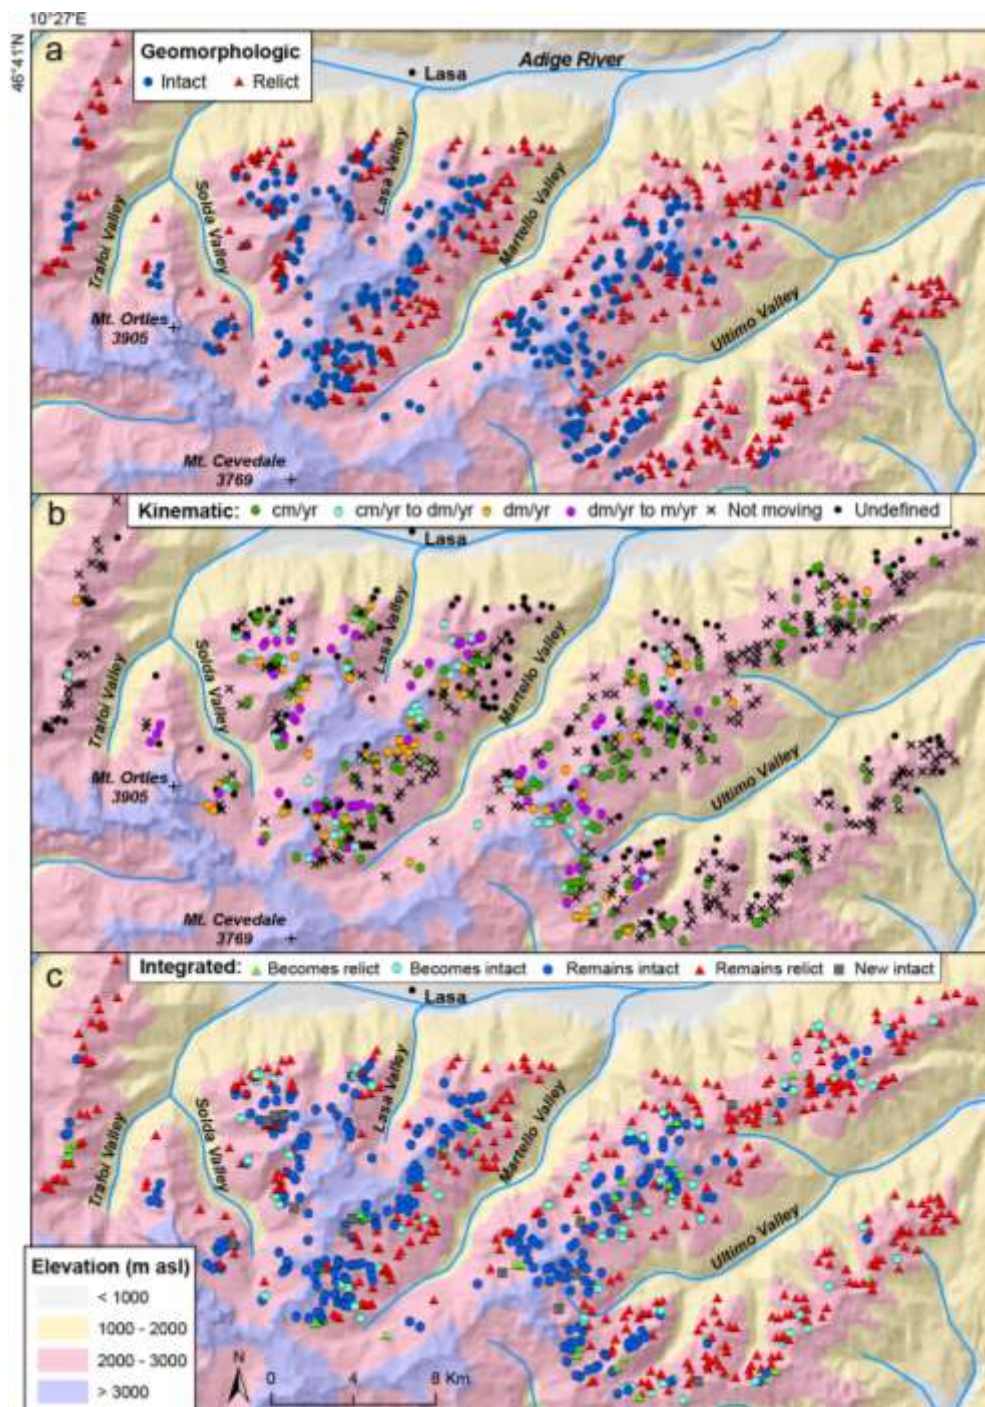 10°27'E
46°41'N
a
Geomorphologic
Intact Relict
Adige River
Lasa
Lasa Valley
Solda Valley
Trafoi Valley
Martello Valley
Mt. Ortles
3905
Ultimo Valley
Mt. Cevedale
3769
b
Kinematic: cm/yr cm/yr to dm/yr dm/yr dm/yr to m/yr Not moving Undefined
Lasa
Lasa Valley
Solda Valley
Trafoi Valley
Martello Valley
Mt. Ortles
3905
Ultimo Valley
Mt. Cevedale
3769
c
Integrated: Becomes relict Becomes intact Remains intact Remains relict New intact
Lasa
Lasa Valley
Solda Valley
Trafoi Valley
Martello Valley
Ultimo Valley
Elevation (m asl)
< 1000
1000 - 2000
2000 - 3000
> 3000
N
0 4 8 Km